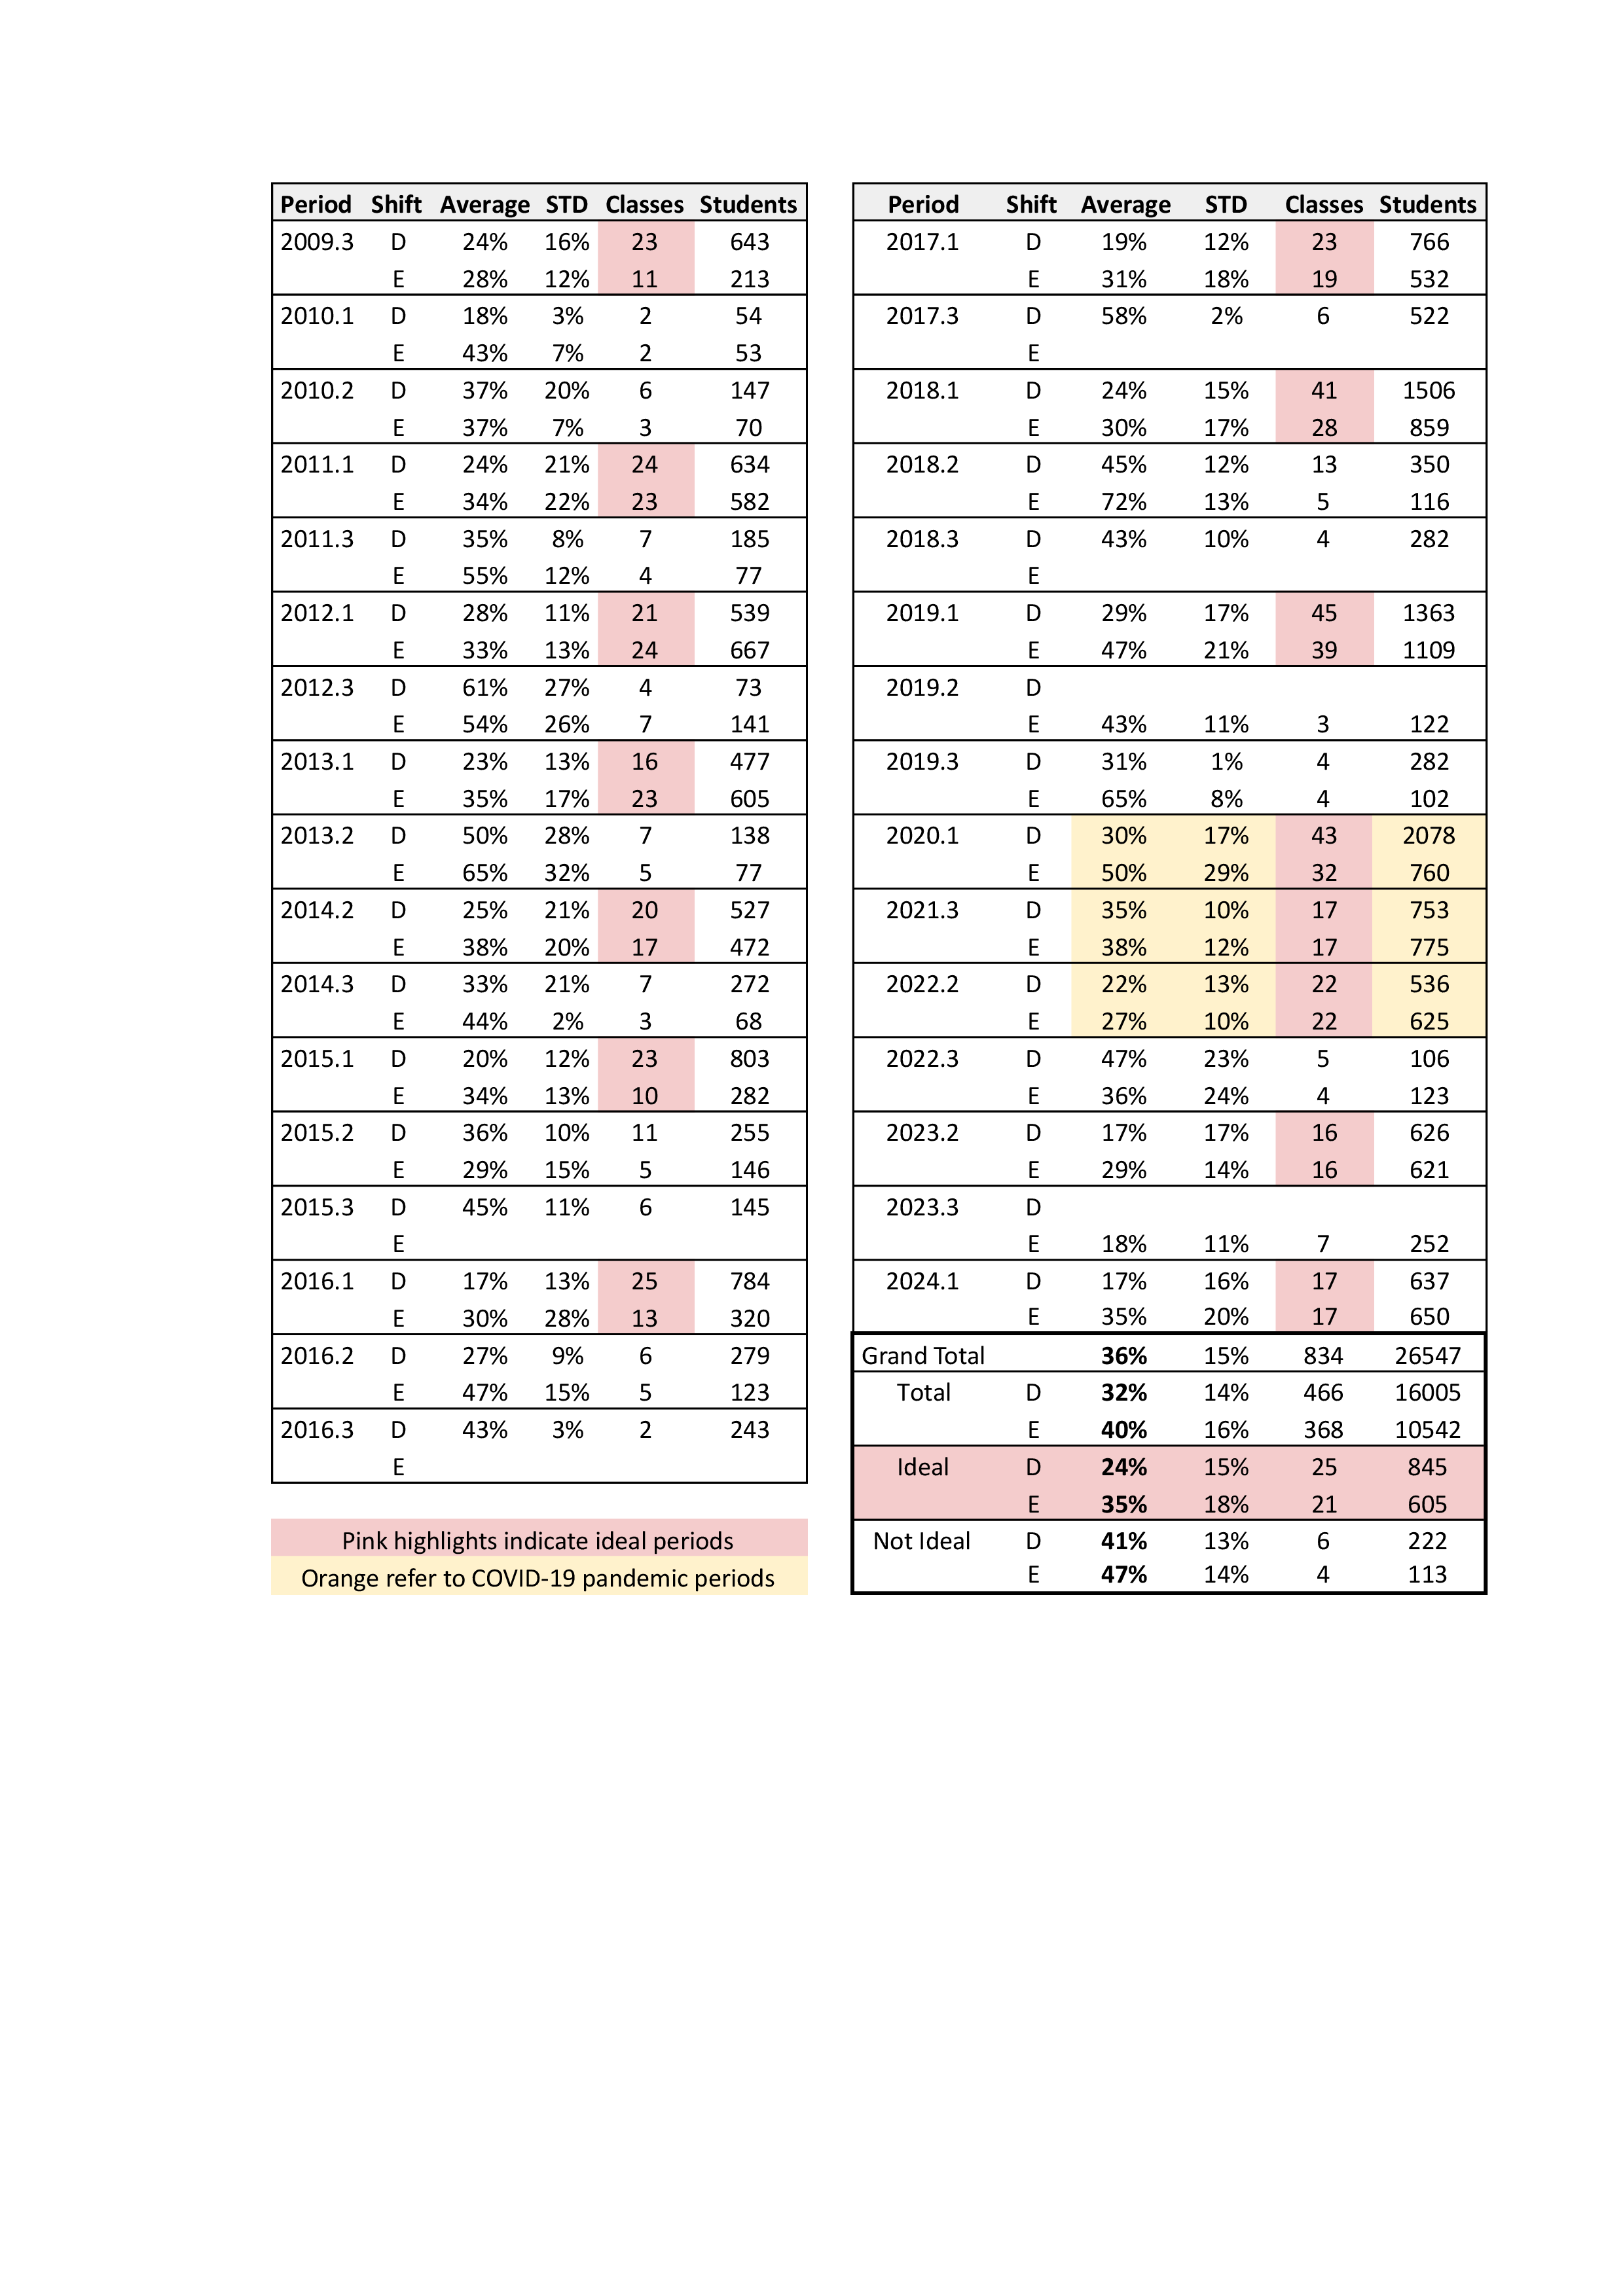 Period Shift Average STD Classes Students
2009.3 D 24% 16% 23 643
E 28% 12% 11 213
2010.1 D 18% 3% 2 54
E 43% 7% 2 53
2010.2 D 37% 20% 6 147
E 37% 7% 3 70
2011.1 D 24% 21% 24 634
E 34% 22% 23 582
2011.3 D 35% 8% 7 185
E 55% 12% 4 77
2012.1 D 28% 11% 21 539
E 33% 13% 24 667
2012.3 D 61% 27% 4 73
E 54% 26% 7 141
2013.1 D 23% 13% 16 477
E 35% 17% 23 605
2013.2 D 50% 28% 7 138
E 65% 32% 5 77
2014.2 D 25% 21% 20 527
E 38% 20% 17 472
2014.3 D 33% 21% 7 272
E 44% 2% 3 68
2015.1 D 20% 12% 23 803
E 34% 13% 10 282
2015.2 D 36% 10% 11 255
E 29% 15% 5 146
2015.3 D 45% 11% 6 145
E
2016.1 D 17% 13% 25 784
E 30% 28% 13 320
2016.2 D 27% 9% 6 279
E 47% 15% 5 123
2016.3 D 43% 3% 2 243
E
Pink highlights indicate ideal periods
Orange refer to COVID-19 pandemic periods
Period Shift Average STD Classes Students
2017.1 D 19% 12% 23 766
E 31% 18% 19 532
2017.3 D 58% 2% 6 522
E
2018.1 D 24% 15% 41 1506
E 30% 17% 28 859
2018.2 D 45% 12% 13 350
E 72% 13% 5 116
2018.3 D 43% 10% 4 282
E
2019.1 D 29% 17% 45 1363
E 47% 21% 39 1109
2019.2 D
E 43% 11% 3 122
2019.3 D 31% 1% 4 282
E 65% 8% 4 102
2020.1 D 30% 17% 43 2078
E 50% 29% 32 760
2021.3 D 35% 10% 17 753
E 38% 12% 17 775
2022.2 D 22% 13% 22 536
E 27% 10% 22 625
2022.3 D 47% 23% 5 106
E 36% 24% 4 123
2023.2 D 17% 17% 16 626
E 29% 14% 16 621
2023.3 D
E 18% 11% 7 252
2024.1 D 17% 16% 17 637
E 35% 20% 17 650
Grand Total 36% 15% 834 26547
Total D 32% 14% 466 16005
E 40% 16% 368 10542
Ideal D 24% 15% 25 845
E 35% 18% 21 605
Not Ideal D 41% 13% 6 222
E 47% 14% 4 113